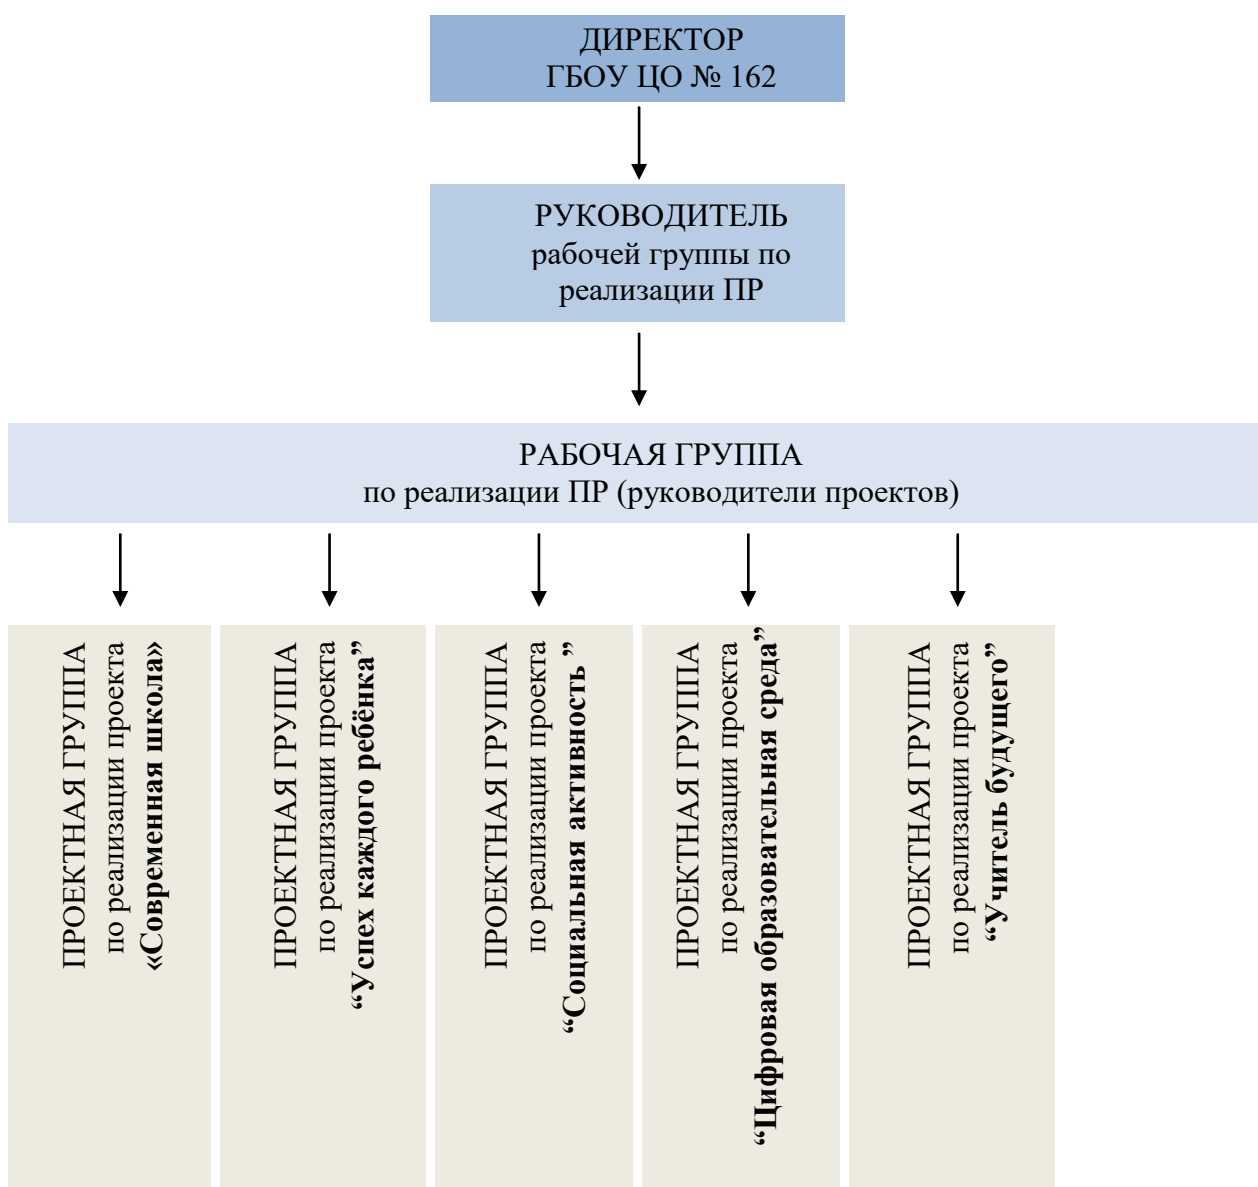 ДИРЕКТОР
ГБОУ ЦО № 162
РУКОВОДИТЕЛЬ
рабочей группы по
реализации ПР
РАБОЧАЯ ГРУППА
по реализации ПР (руководители проектов)
ПРОЕКТНАЯ ГРУППА
по реализации проекта
«Современная школа»
ПРОЕКТНАЯ ГРУППА
по реализации проекта
“Успех каждого ребёнка”
ПРОЕКТНАЯ ГРУППА
по реализации проекта
“Социальная активность ”
ПРОЕКТНАЯ ГРУППА
по реализации проекта
“Цифровая образовательная среда”
ПРОЕКТНАЯ ГРУППА
по реализации проекта
“Учитель будущего”